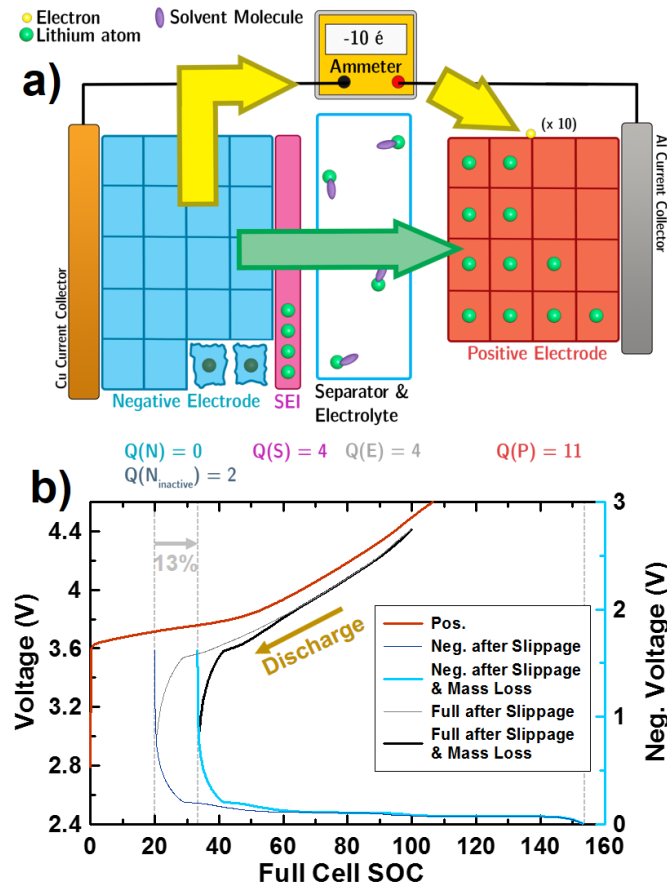 Electron
Solvent Molecule
Lithium atom
-10 é
Ammeter
a)
(x 10)
Cu Current Collector
Al Current Collector
Negative Electrode
SEI
Separator &
Electrolyte
Positive Electrode
Q(N) = 0
Q(S) = 4
Q(E) = 4
Q(P) = 11
Q(N_inactive) = 2
b)
4.4
4
3.6
3.2
2.8
2.4
Voltage (V)
13%
Discharge
Pos.
Neg. after Slippage
Neg. after Slippage
& Mass Loss
Full after Slippage
Full after Slippage
& Mass Loss
3
2
1
0
Neg. Voltage (V)
0
20
40
60
80
100
120
140
160
Full Cell SOC